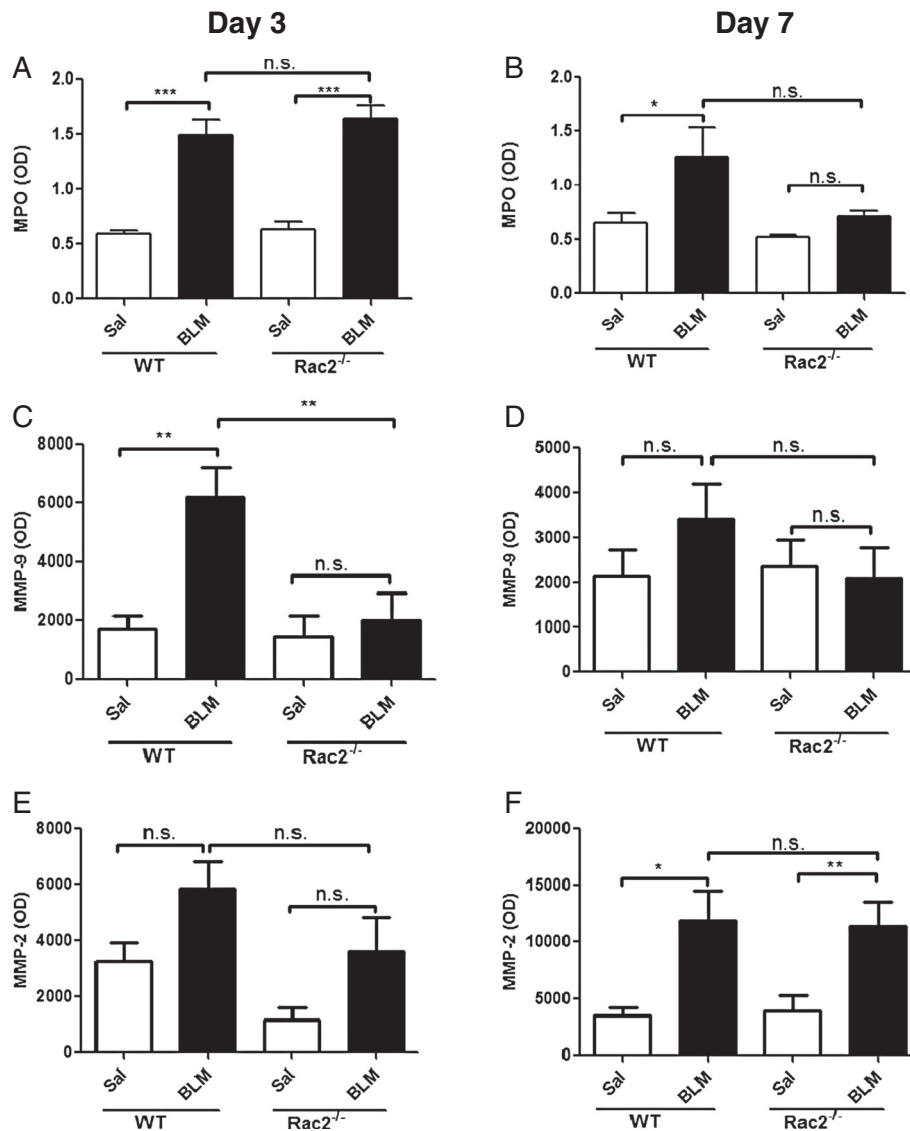 Day 3
Day 7
A
n.s.
***
***
2.0
1.5
1.0
0.5
0.0
MPO (OD)
Sal
BLM
Sal
BLM
WT
Rac2-/-
B
n.s.
*
n.s.
2.0
1.5
1.0
0.5
0.0
MPO (OD)
Sal
BLM
Sal
BLM
WT
Rac2-/-
C
**
**
n.s.
8000
6000
4000
2000
0
MMP-9 (OD)
Sal
BLM
Sal
BLM
WT
Rac2-/-
D
n.s.
n.s.
n.s.
5000
4000
3000
2000
1000
0
MMP-9 (OD)
Sal
BLM
Sal
BLM
WT
Rac2-/-
E
n.s.
n.s.
n.s.
8000
6000
4000
2000
0
MMP-2 (OD)
Sal
BLM
Sal
BLM
WT
Rac2-/-
F
n.s.
*
**
20000
15000
10000
5000
0
MMP-2 (OD)
Sal
BLM
Sal
BLM
WT
Rac2-/-